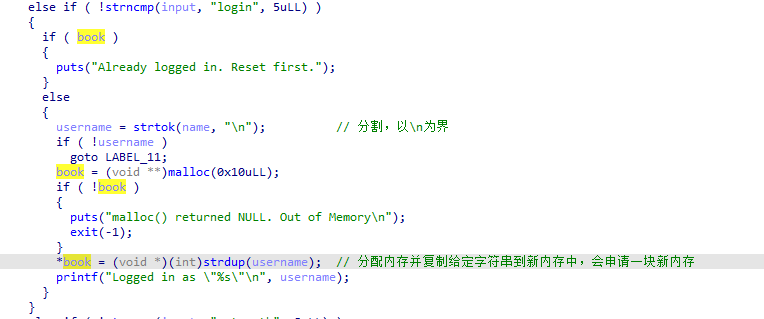 else if ( !strncmp(input, "login", 5uLL) )
{
if ( book )
{
puts("Already logged in. Reset first.");
}
else
{
username = strtok(name, "\n"); // 分割，以\n为界
if ( !username )
goto LABEL_11;
book = (void **)malloc(0x10uLL);
if ( !book )
{
puts("malloc() returned NULL. Out of Memory\n");
exit(-1);
}
*book = (void *)(int)strdup(username); // 分配内存并复制给定字符串到新内存中，会申请一块新内存
printf("Logged in as \"%s\"\n", username);
}
}